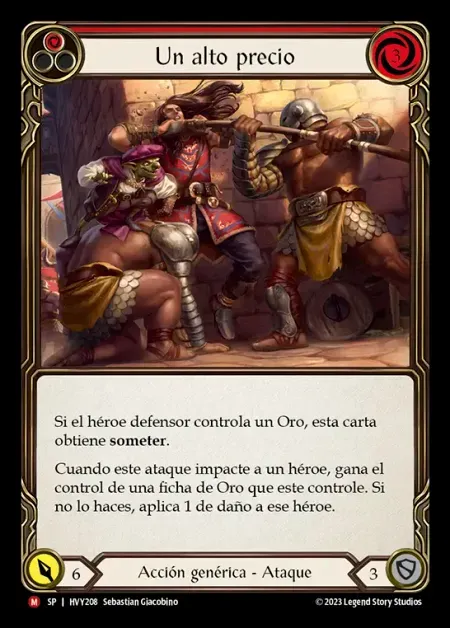 Un alto precio
3
Si el héroe defensor controla un Oro, esta carta
obtiene someter.
Cuando este ataque impacte a un héroe, gana el
control de una ficha de Oro que este controle. Si
no lo haces, aplica 1 de daño a ese héroe.
6
Acción genérica - Ataque
3
M SP | HVY208 Sebastian Giacobino
© 2023 Legend Story Studios